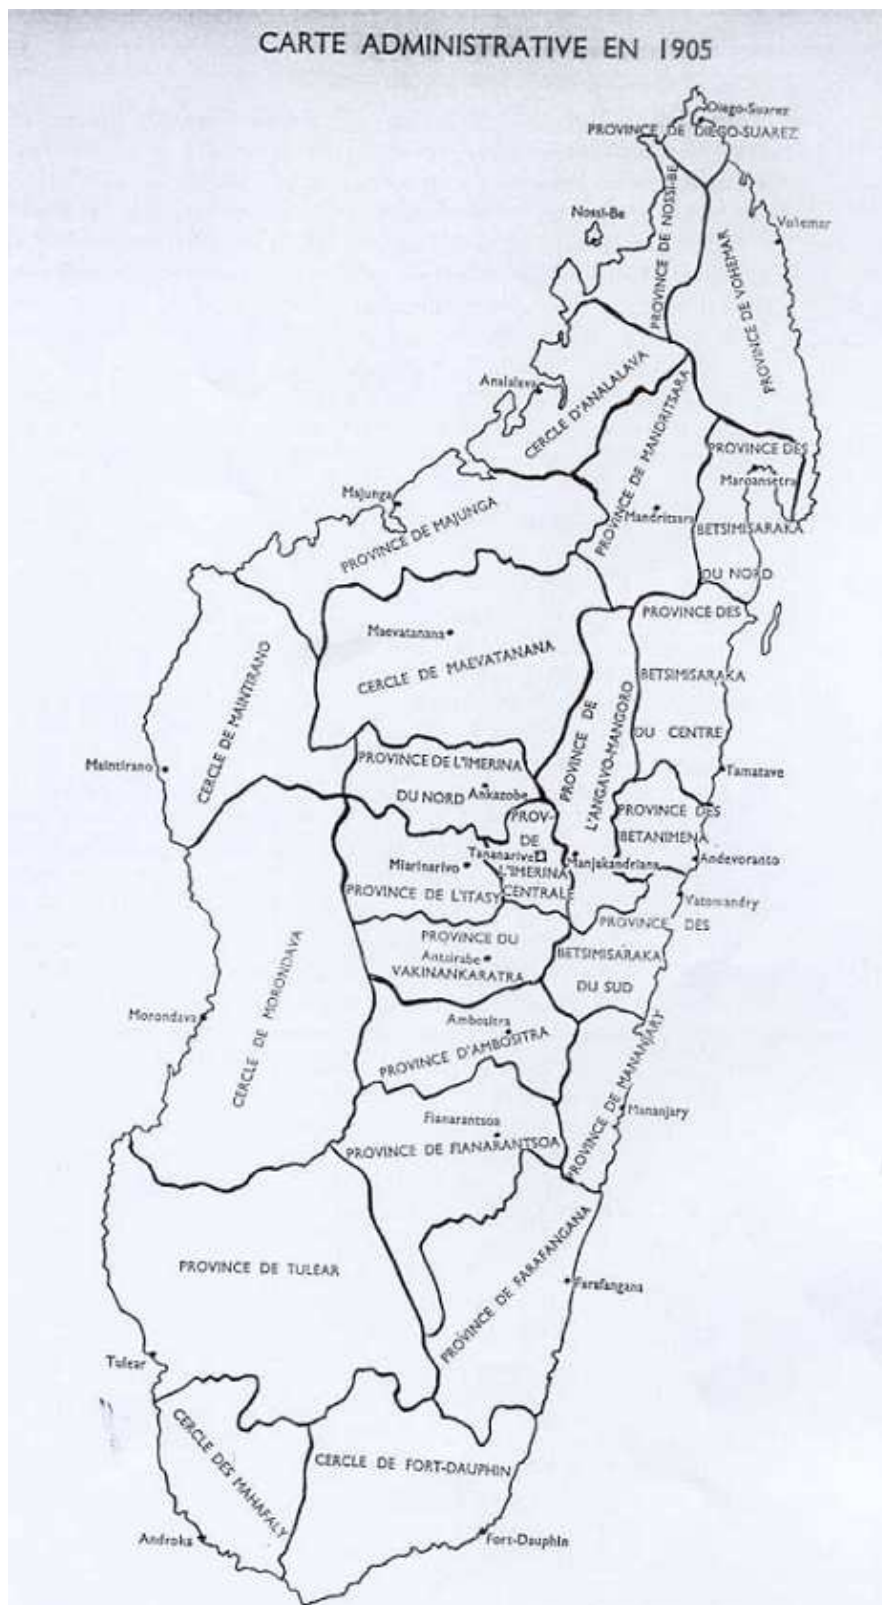 CARTE ADMINISTRATIVE EN 1905
Diego-Suarez
PROVINCE DE DIEGO-SUAREZ
Nossi-Be
PROVINCE DE NOSSI-BE
Vohemar
PROVINCE DE VOHEMAR
Analalava
CERCLE D'ANALALAVA
PROVINCE DE MANDRITSARA
Mandritsara
PROVINCE DES
Maroansetra
BETSIMISARAKA
DU NORD
Majunga
PROVINCE DE MAJUNGA
Maevatanana
CERCLE DE MAEVATANANA
PROVINCE DES
BETSIMISARAKA
DU CENTRE
Tamatave
CERCLE DE MAINTIRANO
Maintirano
PROVINCE DE L'IMERINA
DU NORD
Ankazobe
PROVINCE DE
L'ANGAVO-MANGORO
Manjakandriana
PROVINCE DES
BETANIMENA
Andevoranto
PROV-
DE
L'IMERINA
CENTRALE
Tananarive
Miarinarivo
PROVINCE DE L'ITASY
Vatomandry
PROVINCE DES
BETSIMISARAKA
DU SUD
PROVINCE DU
Antsirabe
VAKINANKARATRA
Morondava
CERCLE DE MORONDAVA
Ambositra
PROVINCE D'AMBOSITRA
PROVINCE DE MANANJARY
Mananjary
Fianarantsoa
PROVINCE DE FIANARANTSOA
PROVINCE DE TULEAR
PROVINCE DE FARAFANGANA
Farafangana
Tulear
CERCLE DES MAHAFALY
CERCLE DE FORT-DAUPHIN
Androka
Fort-Dauphin